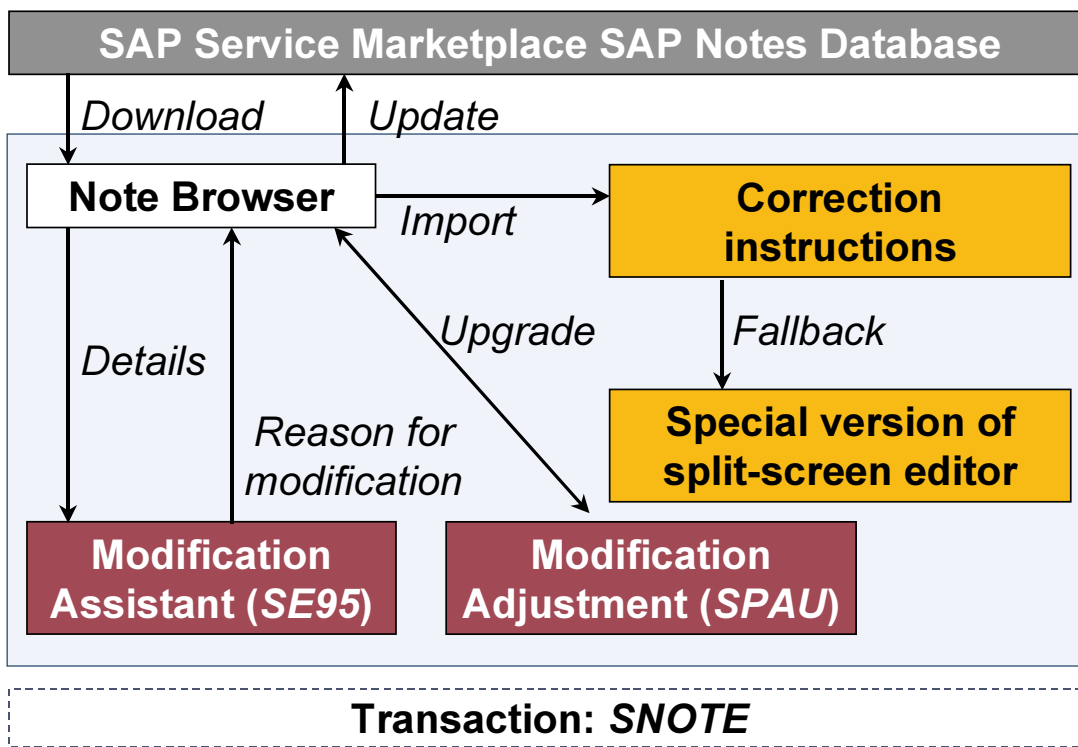 SAP Service Marketplace SAP Notes Database
Download
Update
Note Browser
Import
Correction
instructions
Details
Upgrade
Fallback
Reason for
modification
Special version of
split-screen editor
Modification
Assistant (SE95)
Modification
Adjustment (SPAU)
Transaction: SNOTE